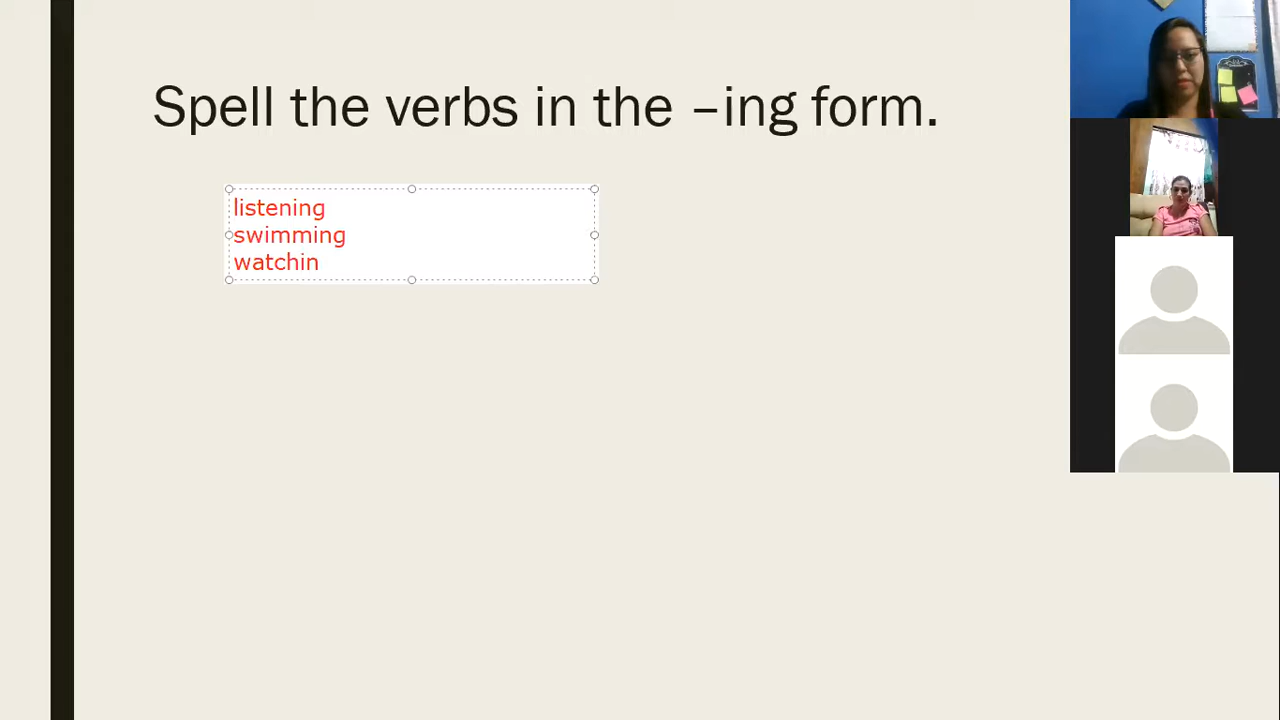 Spell the verbs in the –ing form.
listening
swimming
watchin